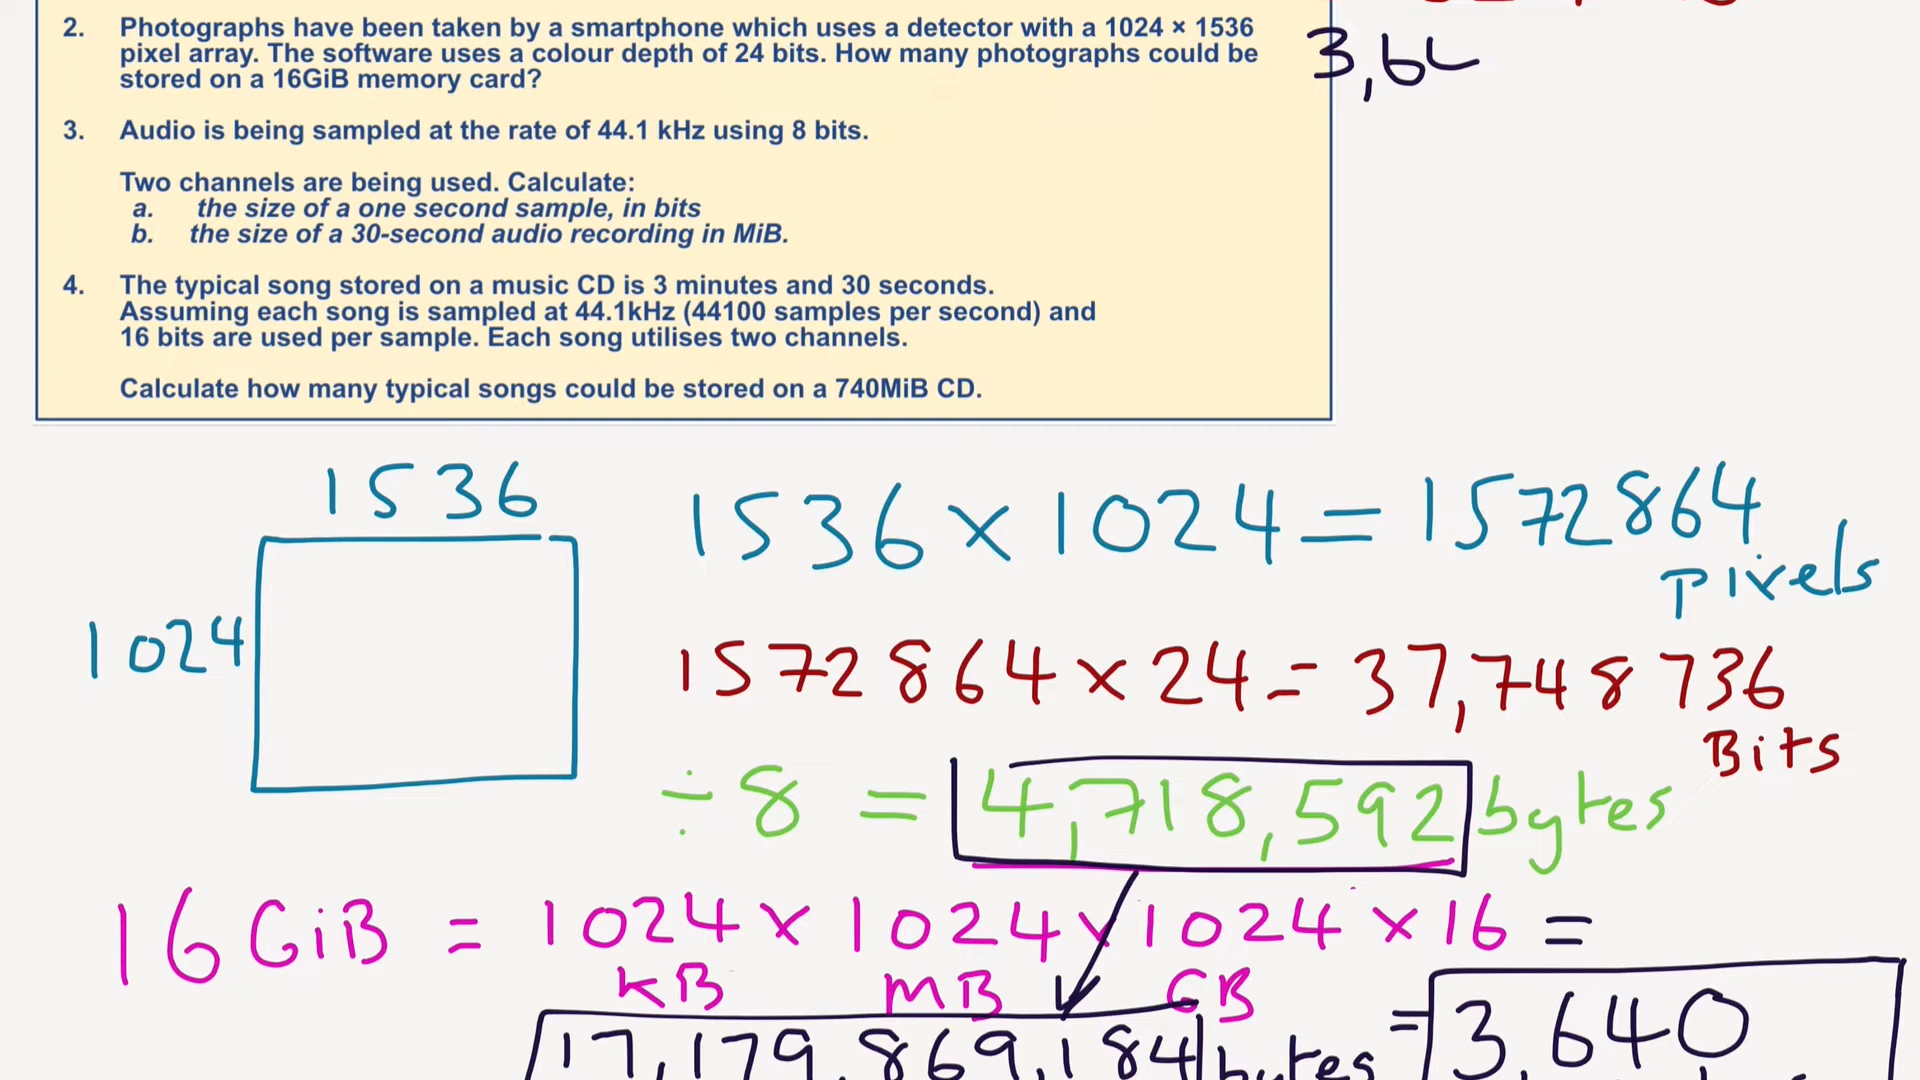 2. Photographs have been taken by a smartphone which uses a detector with a 1024 × 1536
pixel array. The software uses a colour depth of 24 bits. How many photographs could be
stored on a 16GiB memory card?
3,64
3. Audio is being sampled at the rate of 44.1 kHz using 8 bits.
Two channels are being used. Calculate:
a. the size of a one second sample, in bits
b. the size of a 30-second audio recording in MiB.
4. The typical song stored on a music CD is 3 minutes and 30 seconds.
Assuming each song is sampled at 44.1kHz (44100 samples per second) and
16 bits are used per sample. Each song utilises two channels.
Calculate how many typical songs could be stored on a 740MiB CD.
1536
1024
1536 × 1024 = 1572864
Pixels
1572864 × 24 = 37,748 736
Bits
÷ 8 = 4,718,592 bytes
16 GiB = 1024 × 1024 × 1024 × 16 =
KB MB GB
17,179,869,184 bytes = 3,640